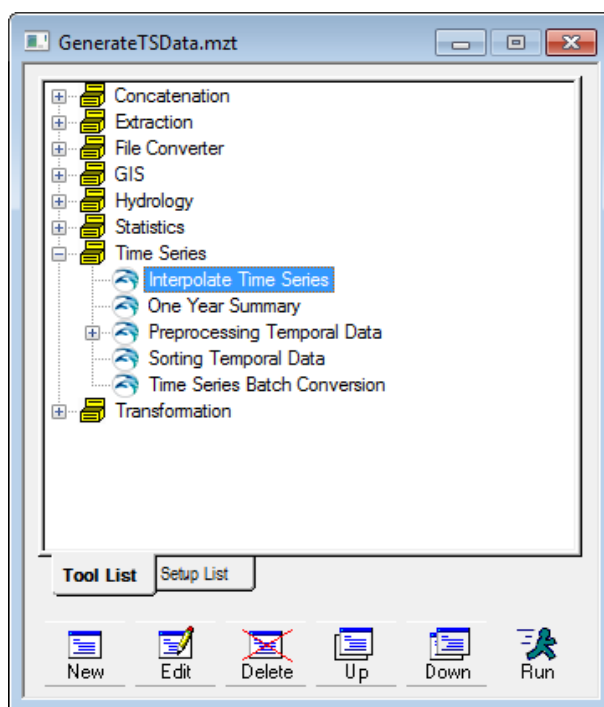 GenerateTSData.mzt
Concatenation
Extraction
File Converter
GIS
Hydrology
Statistics
Time Series
Interpolate Time Series
One Year Summary
Preprocessing Temporal Data
Sorting Temporal Data
Time Series Batch Conversion
Transformation
Tool List Setup List
New Edit Delete Up Down Run